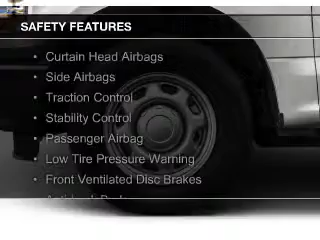 SAFETY FEATURES
• Curtain Head Airbags
• Side Airbags
• Traction Control
• Stability Control
• Passenger Airbag
• Low Tire Pressure Warning
• Front Ventilated Disc Brakes